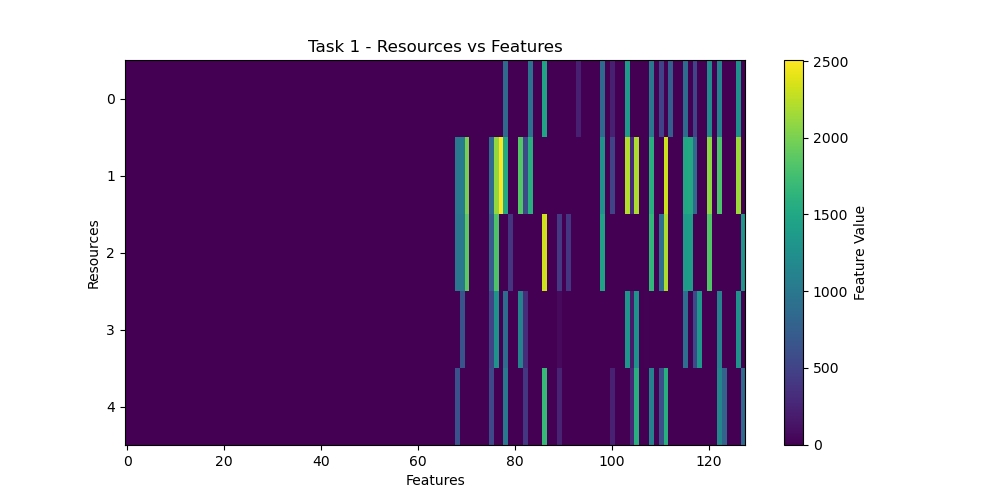 Task 1 - Resources vs Features
Resources
0
1
2
3
4
0 20 40 60 80 100 120
Features
2500
2000
1500
1000
500
0
Feature Value